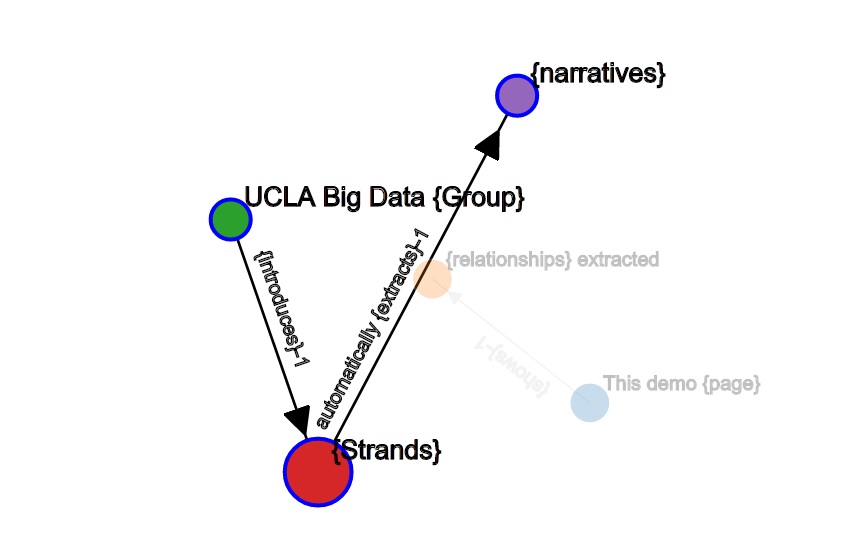 {narratives}
UCLA Big Data {Group}
{introduces}-1
automatically {extracts}-1
{relationships} extracted
{shows}-1
This demo {page}
{Strands}